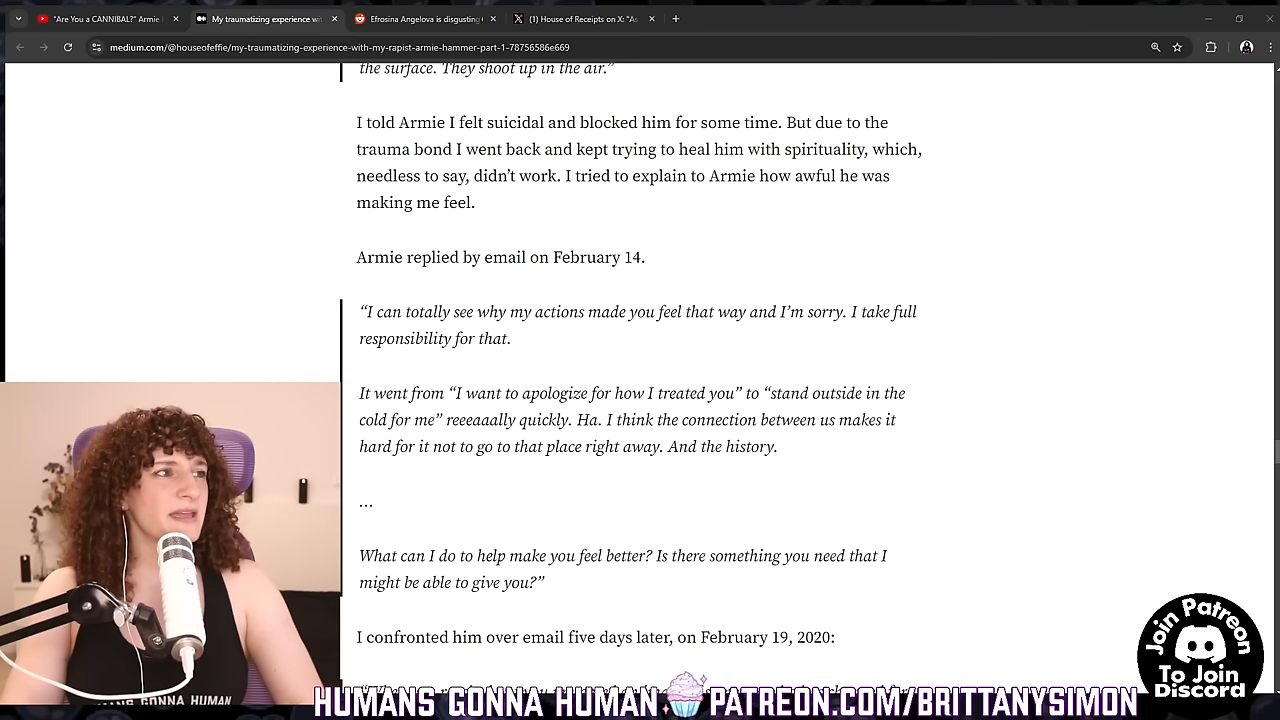 "Are You a CANNIBAL?" Armie
My traumatizing experience wi
Efrosina Angelova is disgusting
(1) House of Receipts on X: "As
medium.com/@houseofeffie/my-traumatizing-experience-with-my-rapist-armie-hammer-part-1-78756586e669
the surface. They shoot up in the air.”
I told Armie I felt suicidal and blocked him for some time. But due to the
trauma bond I went back and kept trying to heal him with spirituality, which,
needless to say, didn’t work. I tried to explain to Armie how awful he was
making me feel.
Armie replied by email on February 14.
“I can totally see why my actions made you feel that way and I’m sorry. I take full
responsibility for that.
It went from “I want to apologize for how I treated you” to “stand outside in the
cold for me” reeeaaally quickly. Ha. I think the connection between us makes it
hard for it not to go to that place right away. And the history.
…
What can I do to help make you feel better? Is there something you need that I
might be able to give you?”
I confronted him over email five days later, on February 19, 2020:
HUMANS GONNA HUMAN
Join Patreon
To Join
Discord
HUMANS GONNA HUMAN PATREON.COM/BRITTANYSIMON